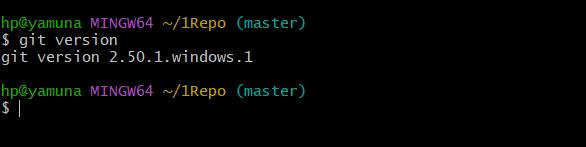 hp@yamuna MINGW64 ~/1Repo (master)
$ git version
git version 2.50.1.windows.1
hp@yamuna MINGW64 ~/1Repo (master)
$